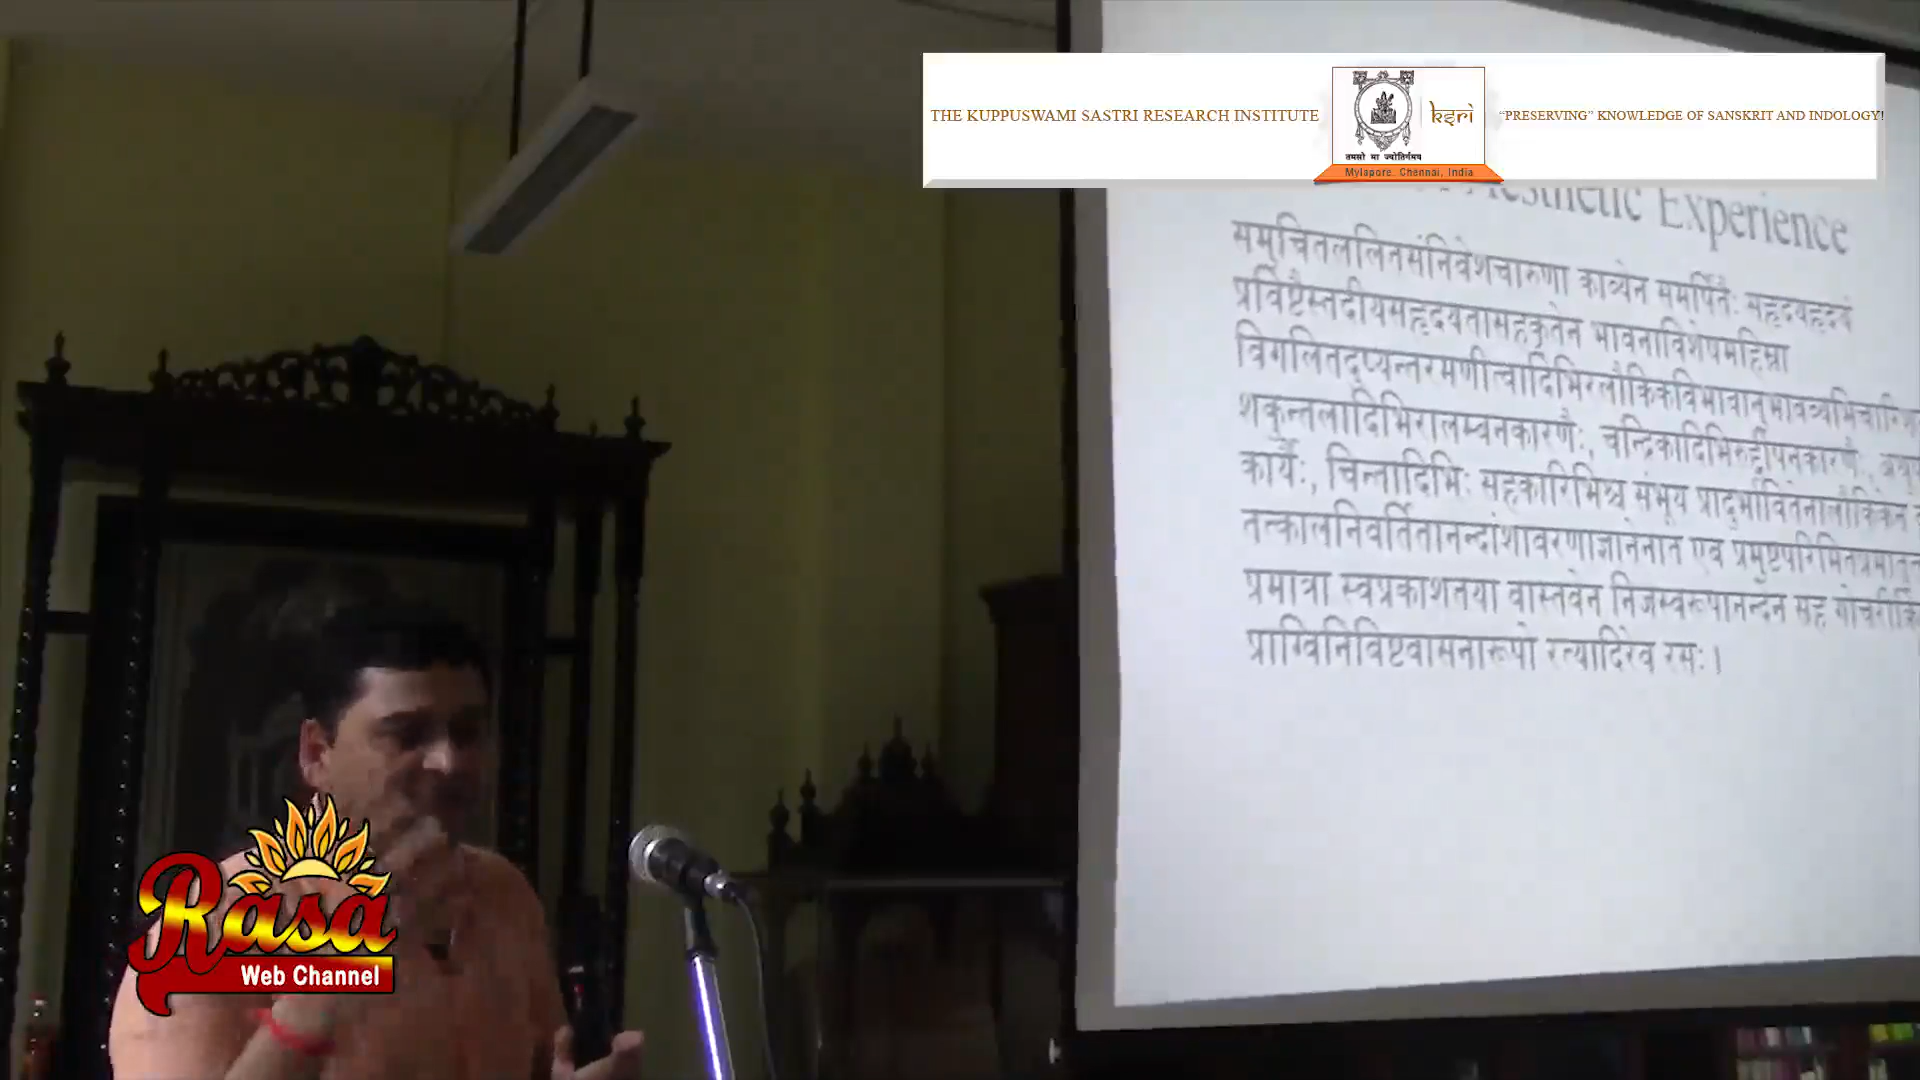 THE KUPPUSWAMI SASTRI RESEARCH INSTITUTE
ksri
"PRESERVING" KNOWLEDGE OF SANSKRIT AND INDOLOGY!
तमसो मा ज्योतिर्गमय
Mylapore. Chennai, India
Aesthetic Experience
समुचितललितसंनिवेशचारुणा काव्येन समर्पितैः सहृदयहृदयं
प्रविष्टैस्तदीयसहृदयतासहकृतेन भावनाविशेषमहिम्ना
विगलितदुष्यन्तरमणीत्वादिभिरलौकिकविभावानुभावव्यभिचारि
शकुन्तलादिभिरालम्बनकारणैः, चन्द्रिकादिभिरुद्दीपनकारणैः,
कार्यैः, चिन्तादिभिः सहकारिभिश्च संभूय प्रादुर्भावितेनालौकिकेन
तत्कालनिवर्तितानन्दांशावरणाज्ञानेनात एव प्रमुष्टपरिमितप्रमातृ
प्रमात्रा स्वप्रकाशतया वास्तवेन निजस्वरूपानन्देन सह
प्राग्विनिविष्टवासनारूपो रत्यादिरेव रसः।
Rasa
Web Channel